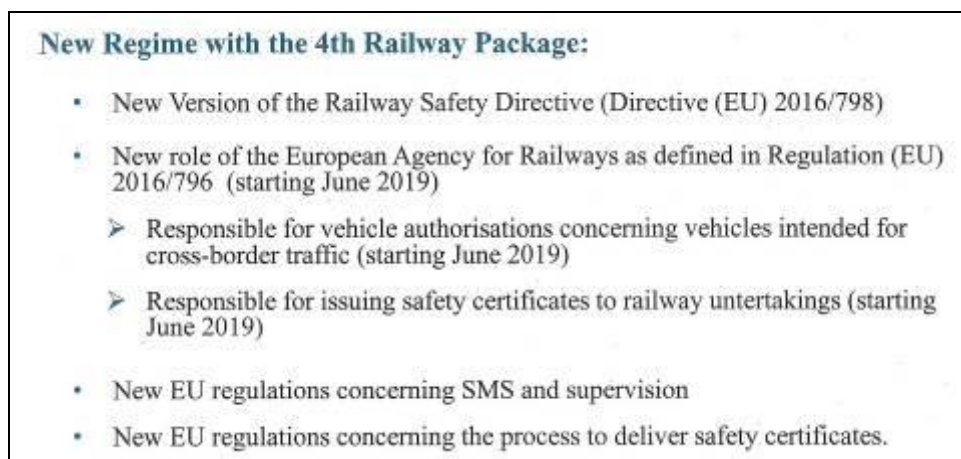 New Regime with the 4th Railway Package:
• New Version of the Railway Safety Directive (Directive (EU) 2016/798)
• New role of the European Agency for Railways as defined in Regulation (EU)
2016/796 (starting June 2019)
➢ Responsible for vehicle authorisations concerning vehicles intended for
cross-border traffic (starting June 2019)
➢ Responsible for issuing safety certificates to railway untertakings (starting
June 2019)
• New EU regulations concerning SMS and supervision
• New EU regulations concerning the process to deliver safety certificates.